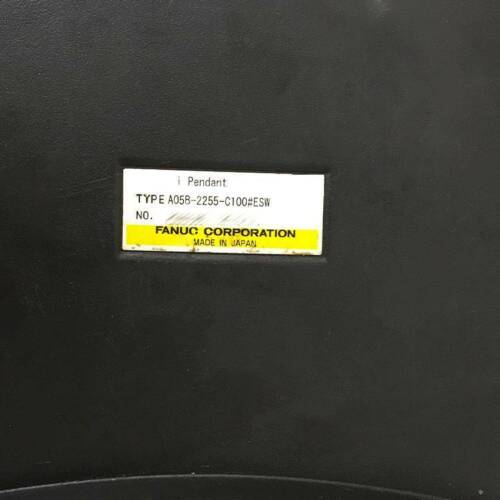 i Pendant
TYPE A05B-2255-C100#ESW
NO.
FANUC CORPORATION
MADE IN JAPAN